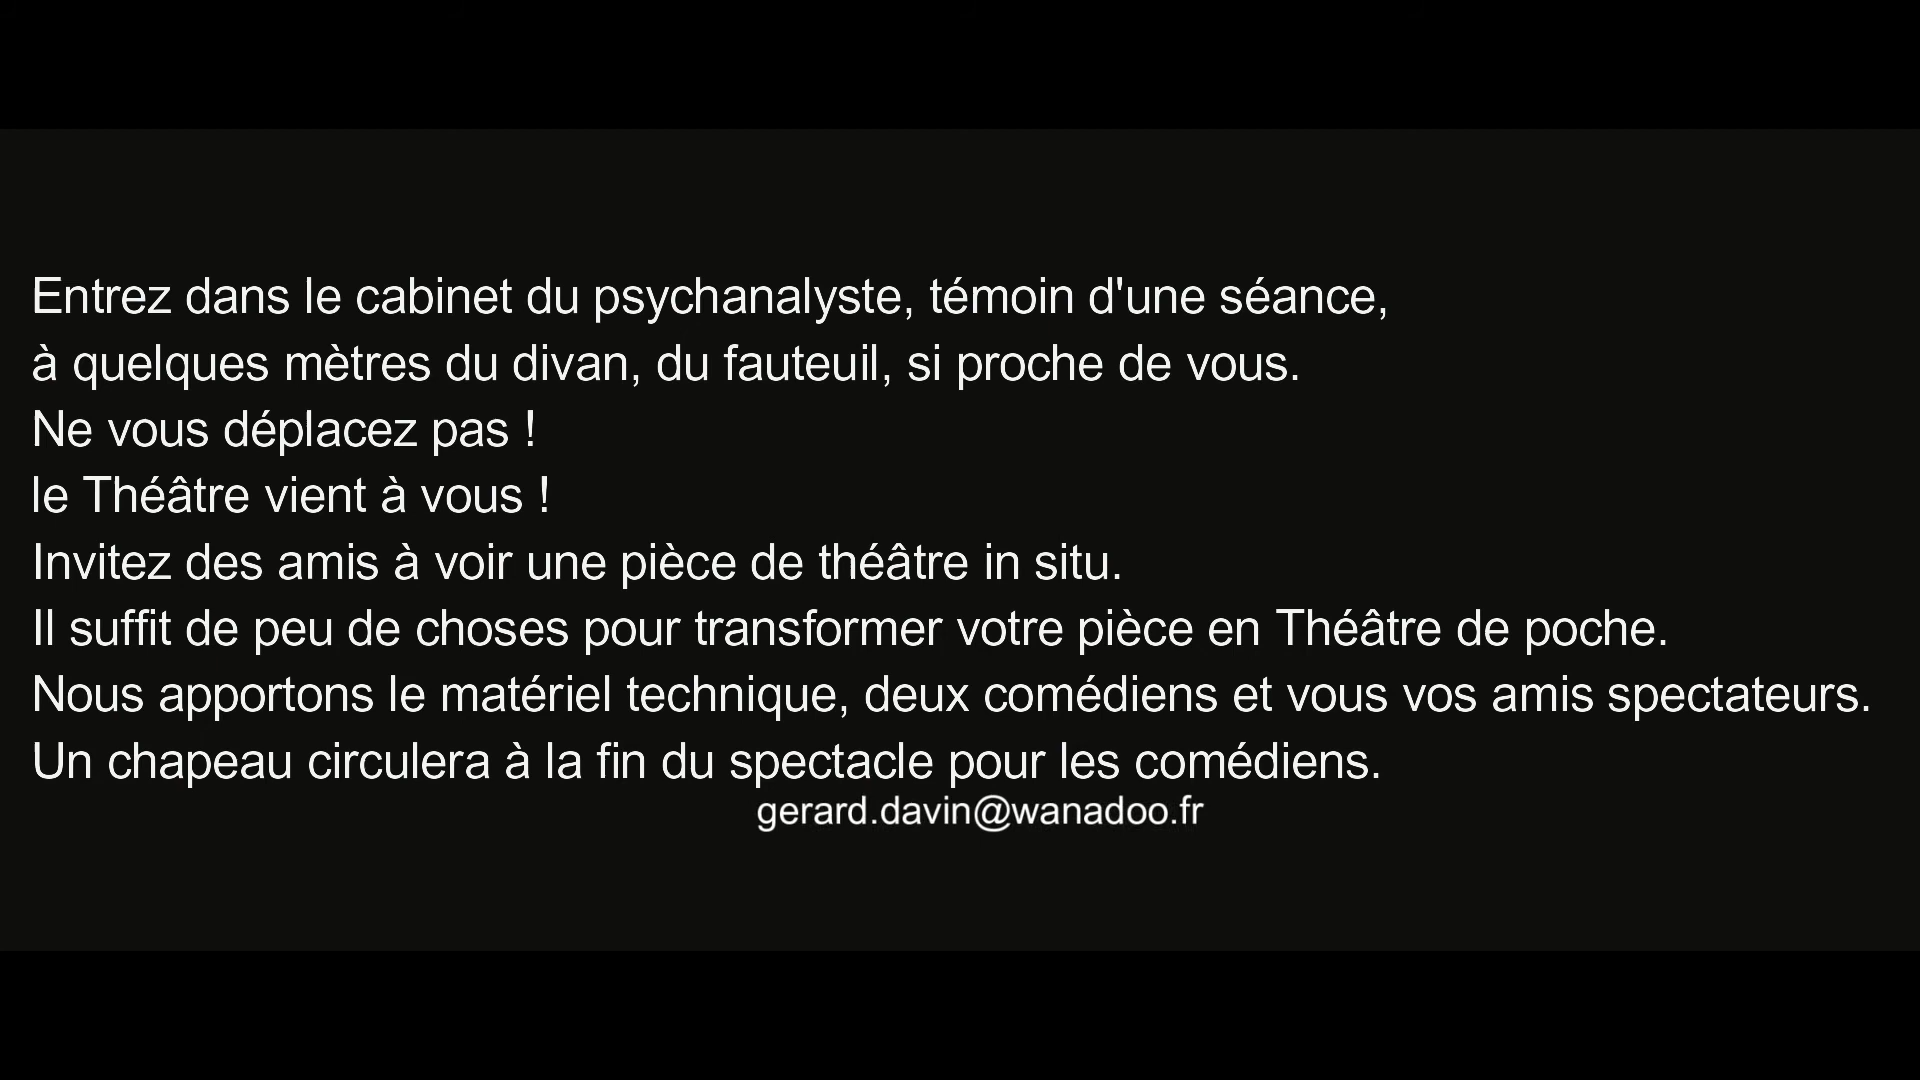 Entrez dans le cabinet du psychanalyste, témoin d'une séance,
à quelques mètres du divan, du fauteuil, si proche de vous.
Ne vous déplacez pas !
le Théâtre vient à vous !
Invitez des amis à voir une pièce de théâtre in situ.
Il suffit de peu de choses pour transformer votre pièce en Théâtre de poche.
Nous apportons le matériel technique, deux comédiens et vous vos amis spectateurs.
Un chapeau circulera à la fin du spectacle pour les comédiens.
gerard.davin@wanadoo.fr